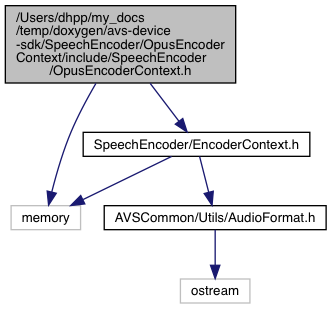 /Users/dhpp/my_docs
/temp/doxygen/avs-device
-sdk/SpeechEncoder/OpusEncoder
Context/include/SpeechEncoder
/OpusEncoderContext.h
SpeechEncoder/EncoderContext.h
memory
AVSCommon/Utils/AudioFormat.h
ostream